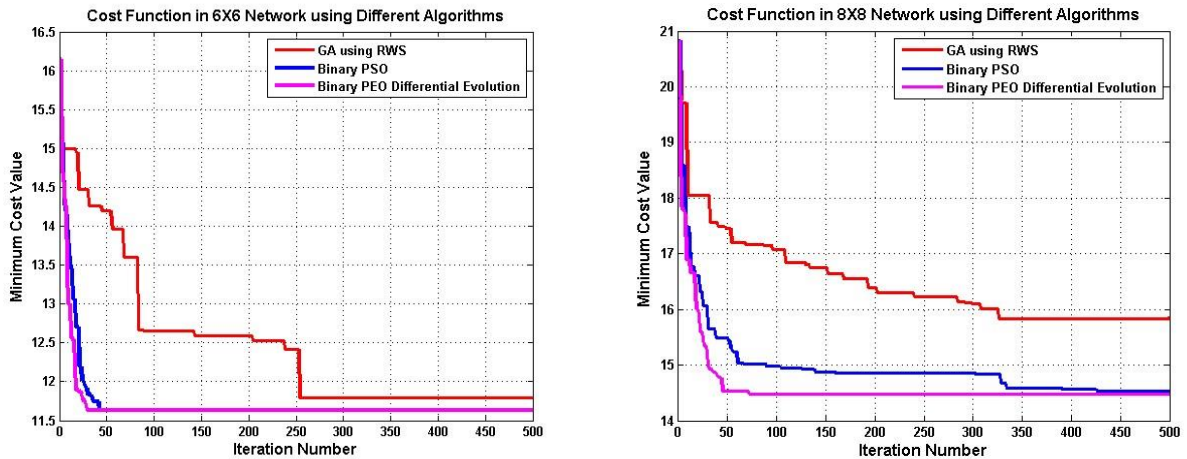 Cost Function in 6X6 Network using Different Algorithms
16.5
16
15
14.5
13.5
13
12.5
12
11.5
Minimum Cost Value
GA using RWS
Binary PSO
Binary PEO Differential Evolution
0 50 100 150 200 250 300 350 400 450 500
Iteration Number
Cost Function in 8X8 Network using Different Algorithms
21
20
19
18
17
16
15
14
Minimum Cost Value
GA using RWS
Binary PSO
Binary PEO Differential Evolution
0 50 100 150 200 250 300 350 400 450 500
Iteration Number